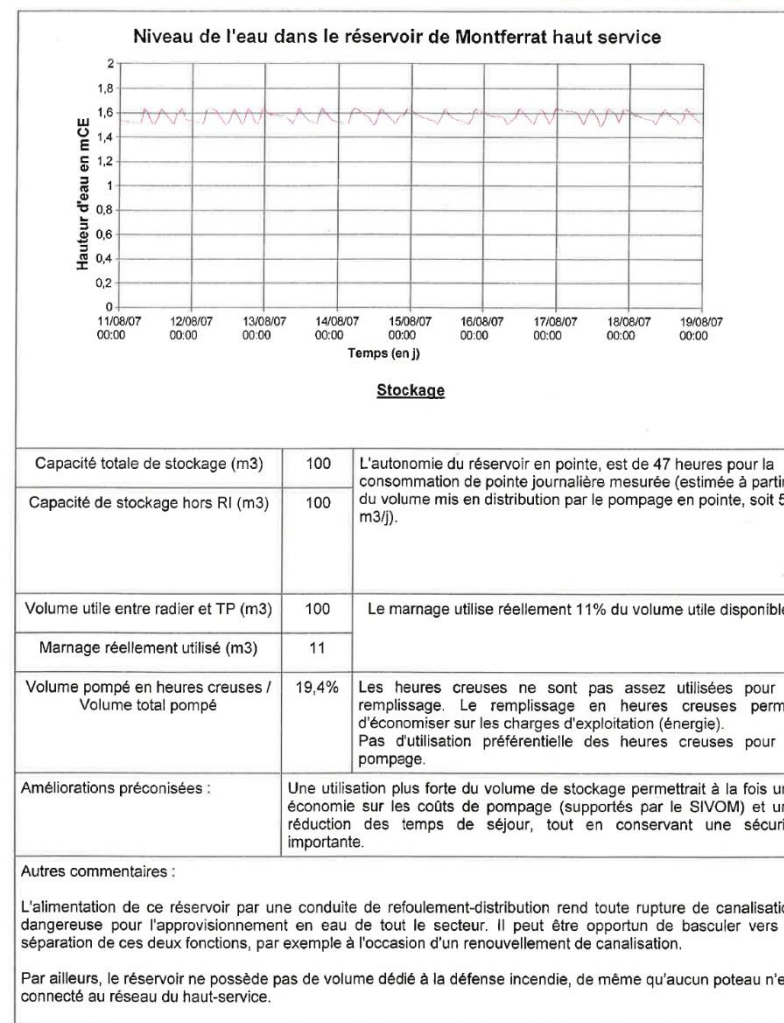 Niveau de l'eau dans le réservoir de Montferrat haut service
2
1,8
1,6
1,4
1,2
1
0,8
0,6
0,4
0,2
0
Hauteur d'eau en mCE
11/08/07 12/08/07 13/08/07 14/08/07 15/08/07 16/08/07 17/08/07 18/08/07 19/08/07
00:00 00:00 00:00 00:00 00:00 00:00 00:00 00:00 00:00
Temps (en j)
Stockage
Capacité totale de stockage (m3) 100
Capacité de stockage hors RI (m3) 100
L'autonomie du réservoir en pointe, est de 47 heures pour la
consommation de pointe journalière mesurée (estimée à partir
du volume mis en distribution par le pompage en pointe, soit 5
m3/j).
Volume utile entre radier et TP (m3) 100
Marnage réellement utilisé (m3) 11
Le marnage utilise réellement 11% du volume utile disponible
Volume pompé en heures creuses /
Volume total pompé
19,4%
Les heures creuses ne sont pas assez utilisées pour
remplissage. Le remplissage en heures creuses perm
d'économiser sur les charges d'exploitation (énergie).
Pas d'utilisation préférentielle des heures creuses pour
pompage.
Améliorations préconisées :
Une utilisation plus forte du volume de stockage permettrait à la fois un
économie sur les coûts de pompage (supportés par le SIVOM) et un
réduction des temps de séjour, tout en conservant une sécuri
importante.
Autres commentaires :
L'alimentation de ce réservoir par une conduite de refoulement-distribution rend toute rupture de canalisatio
dangereuse pour l'approvisionnement en eau de tout le secteur. Il peut être opportun de basculer vers
séparation de ces deux fonctions, par exemple à l'occasion d'un renouvellement de canalisation.
Par ailleurs, le réservoir ne possède pas de volume dédié à la défense incendie, de même qu'aucun poteau n'e
connecté au réseau du haut-service.